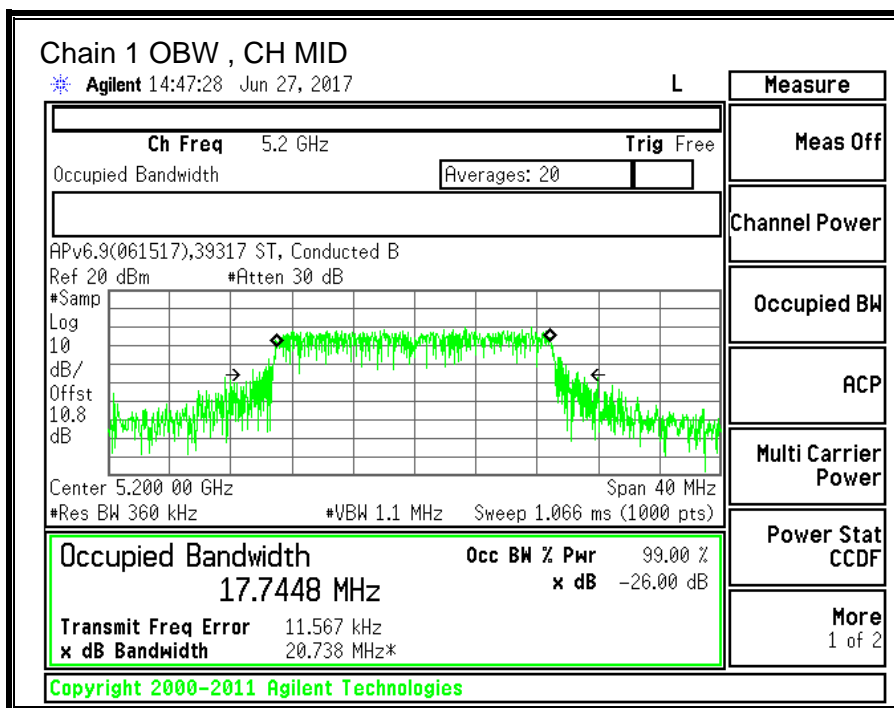 Chain 1 OBW , CH MID
Agilent 14:47:28 Jun 27, 2017 L
Measure
Ch Freq 5.2 GHz Trig Free
Occupied Bandwidth Averages: 20
APv6.9(061517),39317 ST, Conducted B
Ref 20 dBm #Atten 30 dB
#Samp
Log
10
dB/
Offst
10.8
dB
Center 5.200 00 GHz Span 40 MHz
#Res BW 360 kHz #VBW 1.1 MHz Sweep 1.066 ms (1000 pts)
Occupied Bandwidth Occ BW % Pwr 99.00 %
17.7448 MHz x dB -26.00 dB
Transmit Freq Error 11.567 kHz
x dB Bandwidth 20.738 MHz*
Meas Off
Channel Power
Occupied BW
ACP
Multi Carrier
Power
Power Stat
CCDF
More
1 of 2
Copyright 2000-2011 Agilent Technologies